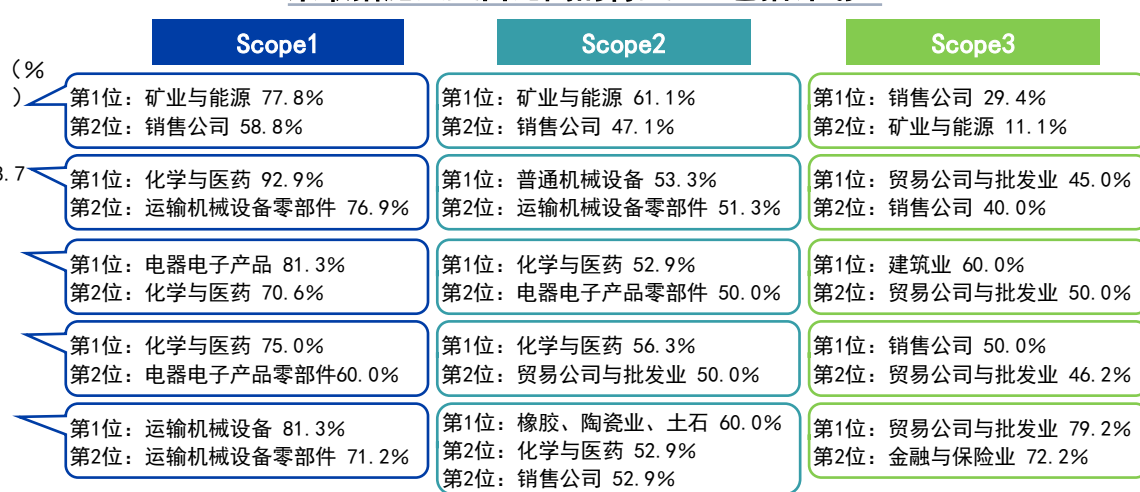 Scope1
Scope2
Scope3
(%
)
第1位：矿业与能源 77.8%
第2位：销售公司 58.8%
第1位：矿业与能源 61.1%
第2位：销售公司 47.1%
第1位：销售公司 29.4%
第2位：矿业与能源 11.1%
第1位：化学与医药 92.9%
第2位：运输机械设备零部件 76.9%
第1位：普通机械设备 53.3%
第2位：运输机械设备零部件 51.3%
第1位：贸易公司与批发业 45.0%
第2位：销售公司 40.0%
第1位：电器电子产品 81.3%
第2位：化学与医药 70.6%
第1位：化学与医药 52.9%
第2位：电器电子产品零部件 50.0%
第1位：建筑业 60.0%
第2位：贸易公司与批发业 50.0%
第1位：化学与医药 75.0%
第2位：电器电子产品零部件60.0%
第1位：化学与医药 56.3%
第2位：贸易公司与批发业 50.0%
第1位：销售公司 50.0%
第2位：贸易公司与批发业 46.2%
第1位：运输机械设备 81.3%
第2位：运输机械设备零部件 71.2%
第1位：橡胶、陶瓷业、土石 60.0%
第2位：化学与医药 52.9%
第2位：销售公司 52.9%
第1位：贸易公司与批发业 79.2%
第2位：金融与保险业 72.2%